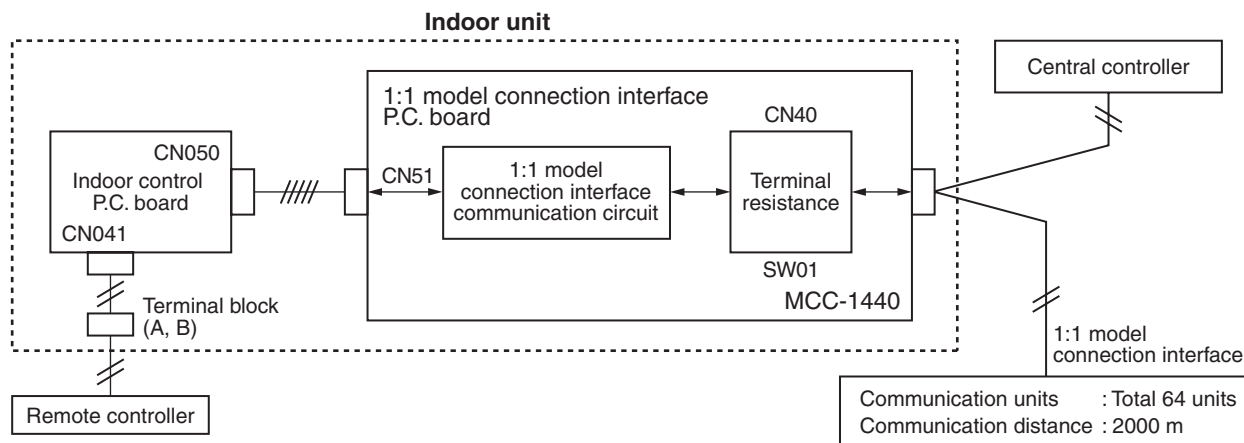 Indoor unit
Central controller
1:1 model connection interface
P.C. board
CN40
CN050
Indoor control
P.C. board
CN041
CN51
1:1 model
connection interface
communication circuit
Terminal
resistance
SW01
MCC-1440
Terminal block
(A, B)
Remote controller
1:1 model
connection interface
Communication units : Total 64 units
Communication distance : 2000 m